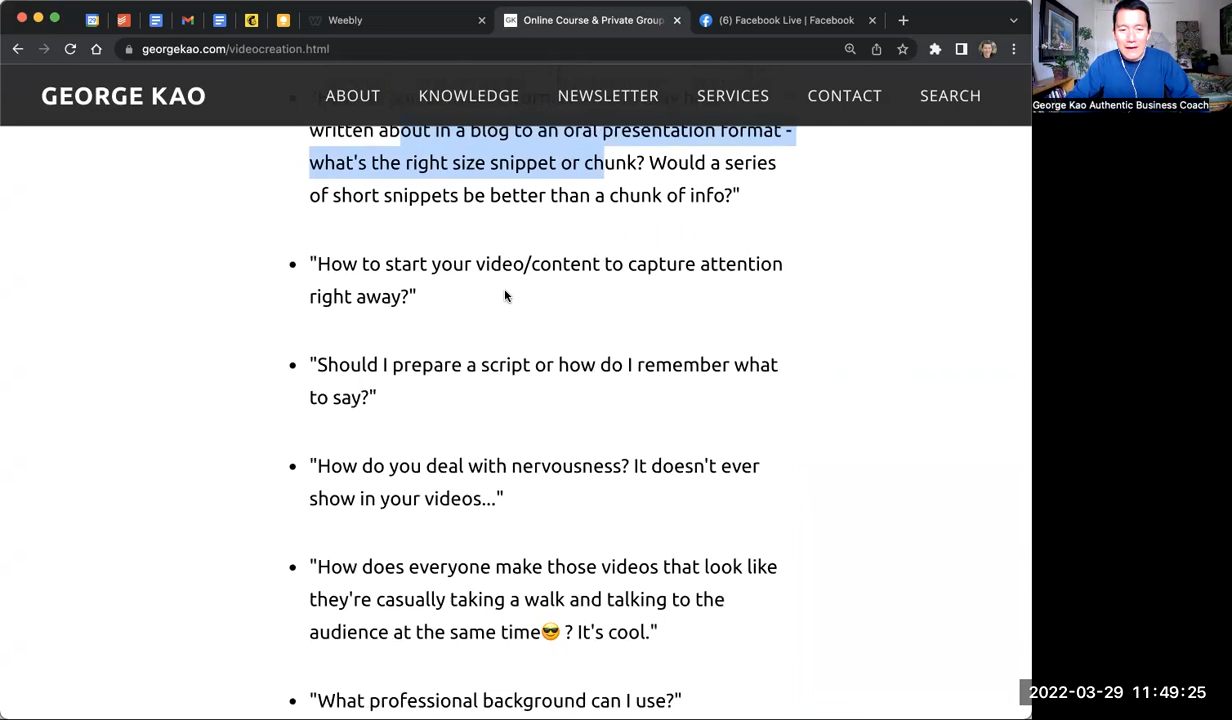 Weebly
GK Online Course & Private Group
(6) Facebook Live | Facebook
georgekao.com/videocreation.html
George Kao Authentic Business Coach
GEORGE KAO
ABOUT
KNOWLEDGE
NEWSLETTER
SERVICES
CONTACT
SEARCH
written about in a blog to an oral presentation format -
what's the right size snippet or chunk? Would a series
of short snippets be better than a chunk of info?"
• "How to start your video/content to capture attention
right away?"
• "Should I prepare a script or how do I remember what
to say?"
• "How do you deal with nervousness? It doesn't ever
show in your videos..."
• "How does everyone make those videos that look like
they're casually taking a walk and talking to the
audience at the same time😎 ? It's cool."
• "What professional background can I use?"
2022-03-29 11:49:25